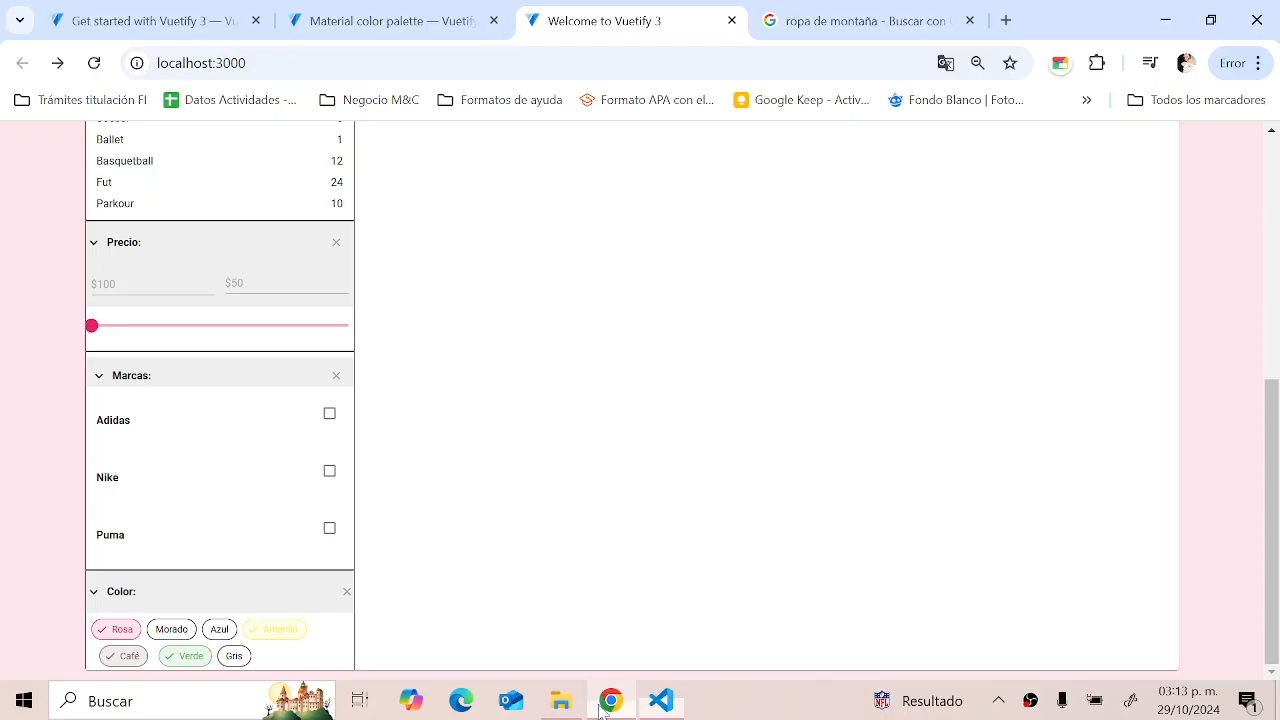 Get started with Vuetify 3 — Vu
Material color palette — Vuetify
Welcome to Vuetify 3
ropa de montaña - Buscar con
localhost:3000
Error
Trámites titulación FI
Datos Actividades -...
Negocio M&C
Formatos de ayuda
Formato APA con el...
Google Keep - Activ...
Fondo Blanco | Foto...
»
Todos los marcadores
Ballet 1
Basquetball 12
Fut 24
Parkour 10
Precio:
$100 $50
Marcas:
Adidas
Nike
Puma
Color:
Rosa Morado Azul Amarillo
Café Verde Gris
Buscar
Resultado
03:13 p. m.
29/10/2024
1